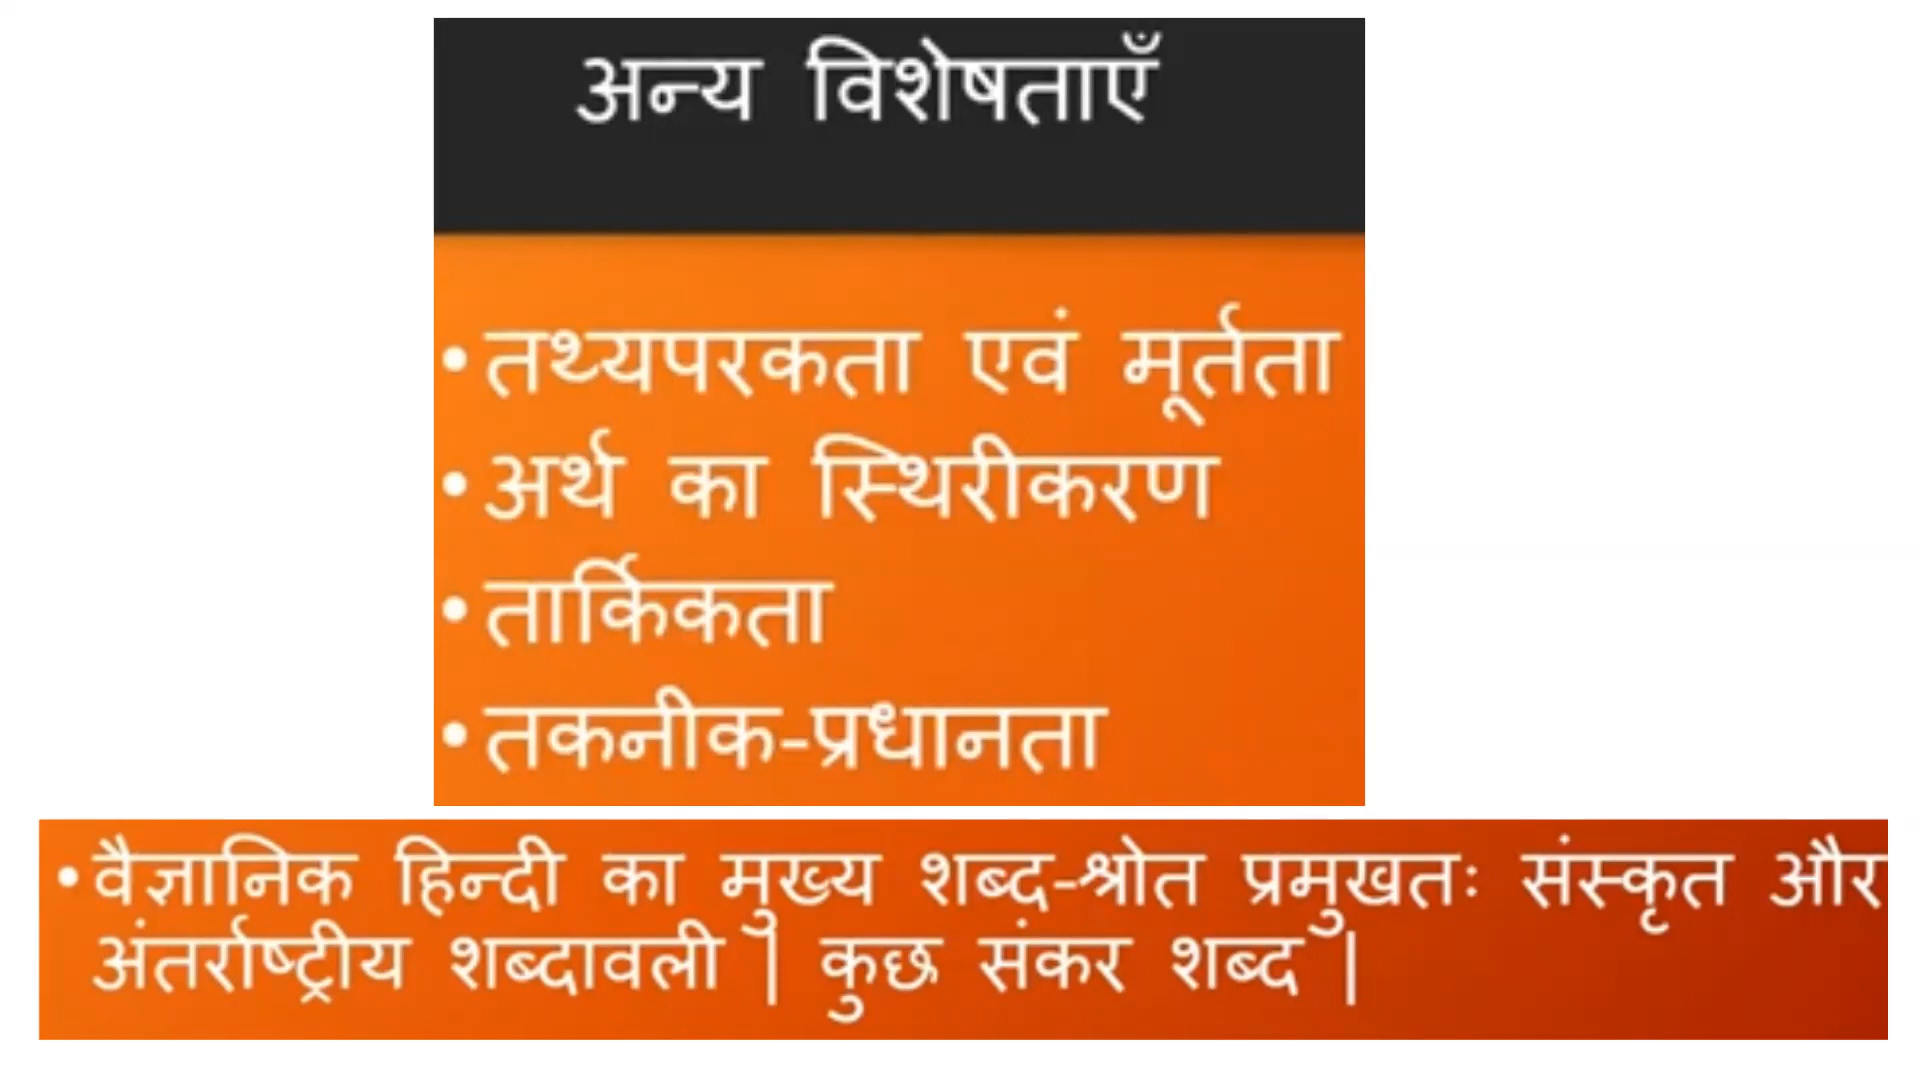 अन्य विशेषताएँ
• तथ्यपरकता एवं मूर्तता
• अर्थ का स्थिरीकरण
• तार्किकता
• तकनीक-प्रधानता
• वैज्ञानिक हिन्दी का मुख्य शब्द-श्रोत प्रमुखतः संस्कृत और
अंतर्राष्ट्रीय शब्दावली | कुछ संकर शब्द |